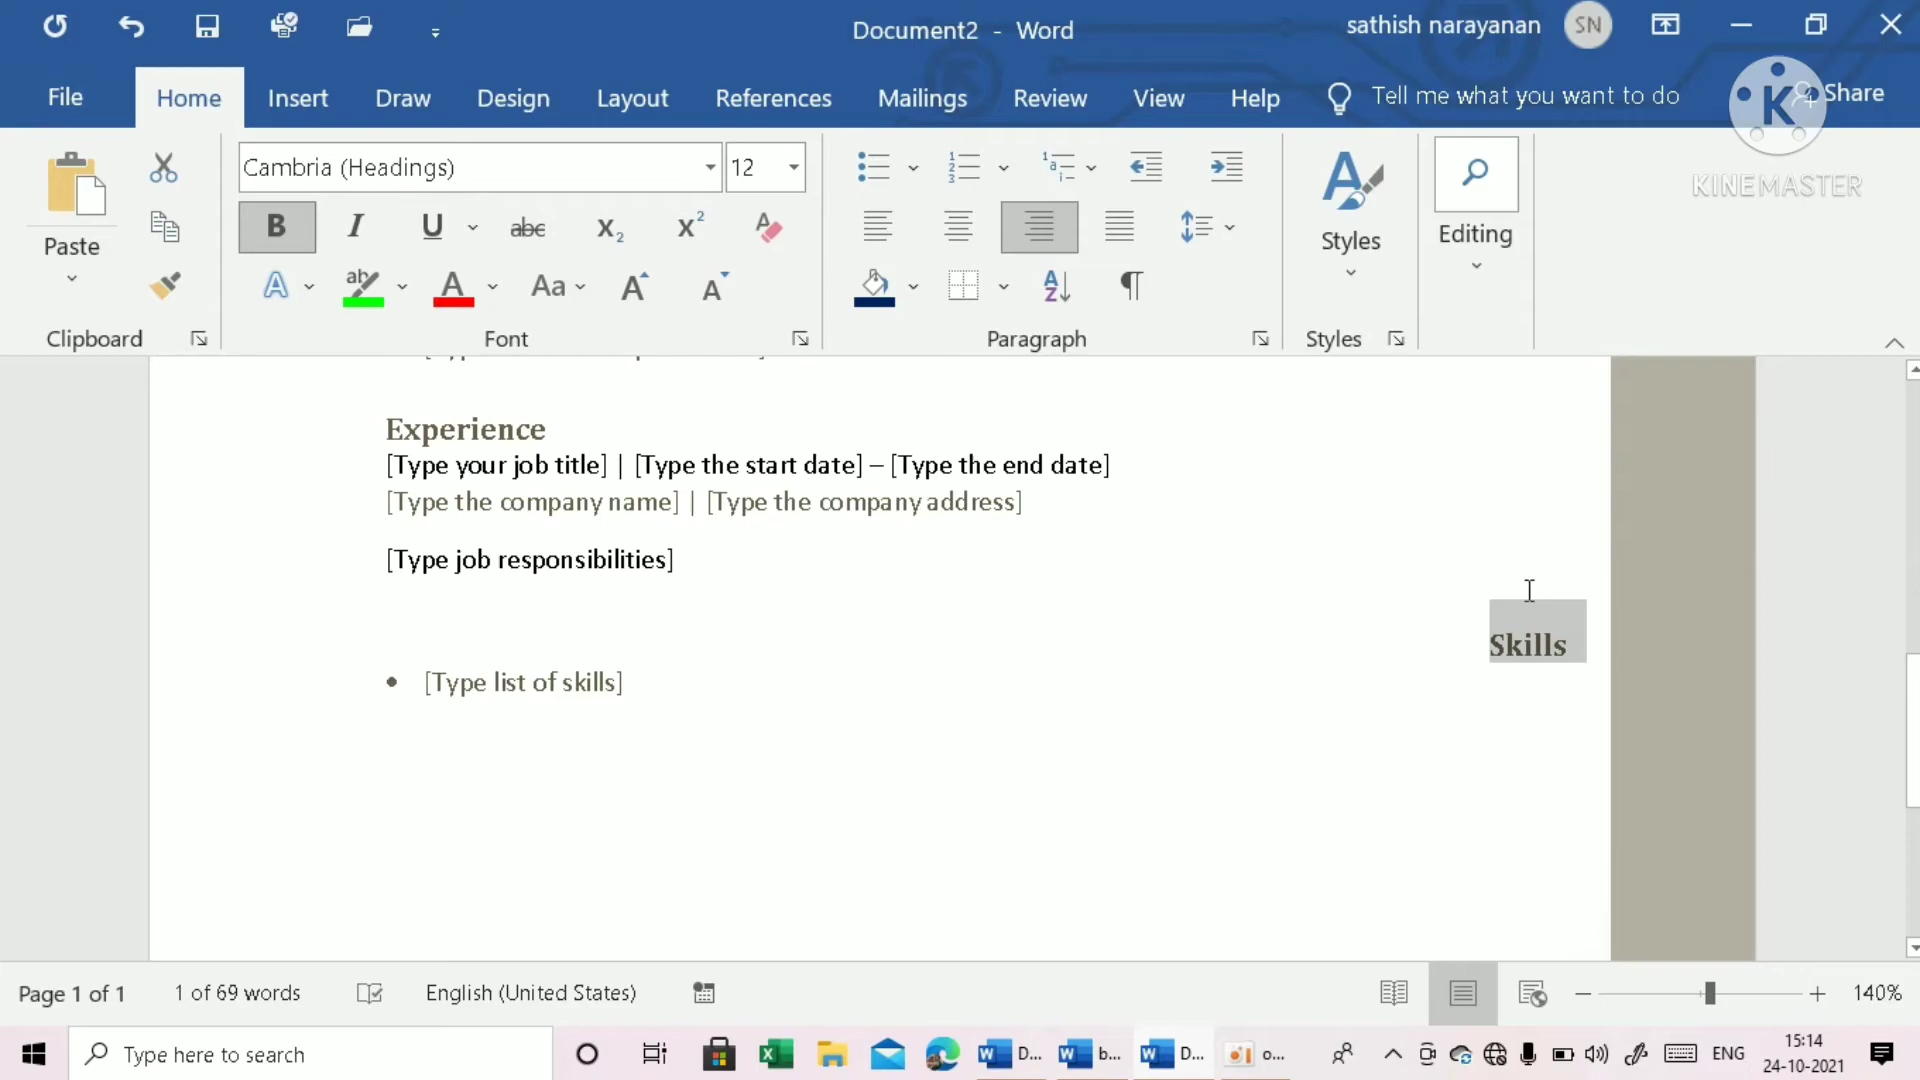 Document2 - Word
sathish narayanan
SN
File
Home
Insert
Draw
Design
Layout
References
Mailings
Review
View
Help
Tell me what you want to do
Share
K
KINEMASTER
Paste
Clipboard
Cambria (Headings)
12
B I U abc X₂ X²
A ab A Aa A A
Font
Paragraph
Styles
Styles
Editing
Experience
[Type your job title] | [Type the start date] – [Type the end date]
[Type the company name] | [Type the company address]
[Type job responsibilities]
Skills
• [Type list of skills]
Page 1 of 1
1 of 69 words
English (United States)
140%
Type here to search
D...
b...
D...
o...
ENG
15:14
24-10-2021